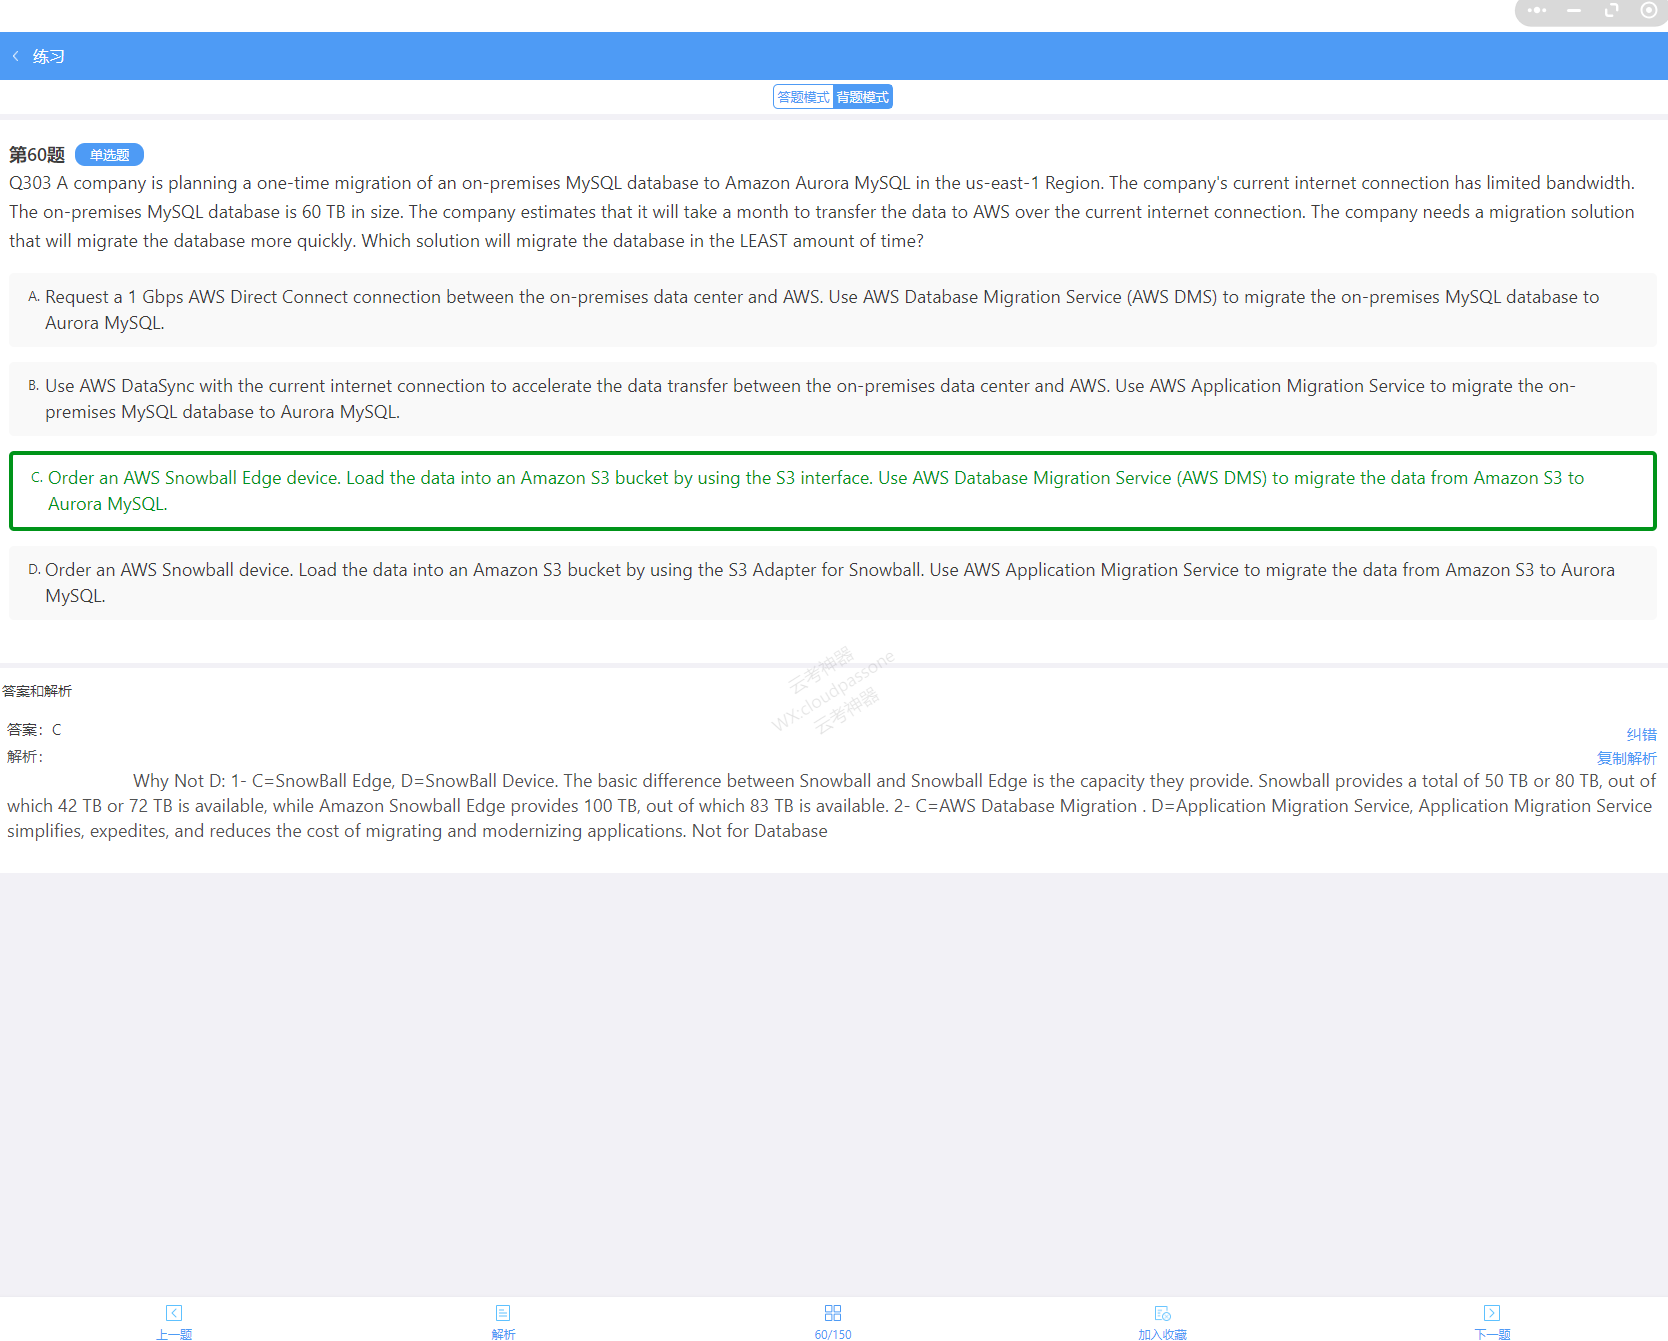 练习
答题模式 背题模式
第60题 单选题
Q303 A company is planning a one-time migration of an on-premises MySQL database to Amazon Aurora MySQL in the us-east-1 Region. The company's current internet connection has limited bandwidth.
The on-premises MySQL database is 60 TB in size. The company estimates that it will take a month to transfer the data to AWS over the current internet connection. The company needs a migration solution
that will migrate the database more quickly. Which solution will migrate the database in the LEAST amount of time?
A. Request a 1 Gbps AWS Direct Connect connection between the on-premises data center and AWS. Use AWS Database Migration Service (AWS DMS) to migrate the on-premises MySQL database to
Aurora MySQL.
B. Use AWS DataSync with the current internet connection to accelerate the data transfer between the on-premises data center and AWS. Use AWS Application Migration Service to migrate the on-
premises MySQL database to Aurora MySQL.
C. Order an AWS Snowball Edge device. Load the data into an Amazon S3 bucket by using the S3 interface. Use AWS Database Migration Service (AWS DMS) to migrate the data from Amazon S3 to
Aurora MySQL.
D. Order an AWS Snowball device. Load the data into an Amazon S3 bucket by using the S3 Adapter for Snowball. Use AWS Application Migration Service to migrate the data from Amazon S3 to Aurora
MySQL.
云考神器
WX:cloudpassone
云考神器
答案和解析
答案：C
纠错
解析：
复制解析
Why Not D: 1- C=SnowBall Edge, D=SnowBall Device. The basic difference between Snowball and Snowball Edge is the capacity they provide. Snowball provides a total of 50 TB or 80 TB, out of
which 42 TB or 72 TB is available, while Amazon Snowball Edge provides 100 TB, out of which 83 TB is available. 2- C=AWS Database Migration . D=Application Migration Service, Application Migration Service
simplifies, expedites, and reduces the cost of migrating and modernizing applications. Not for Database
上一题 解析 60/150 加入收藏 下一题